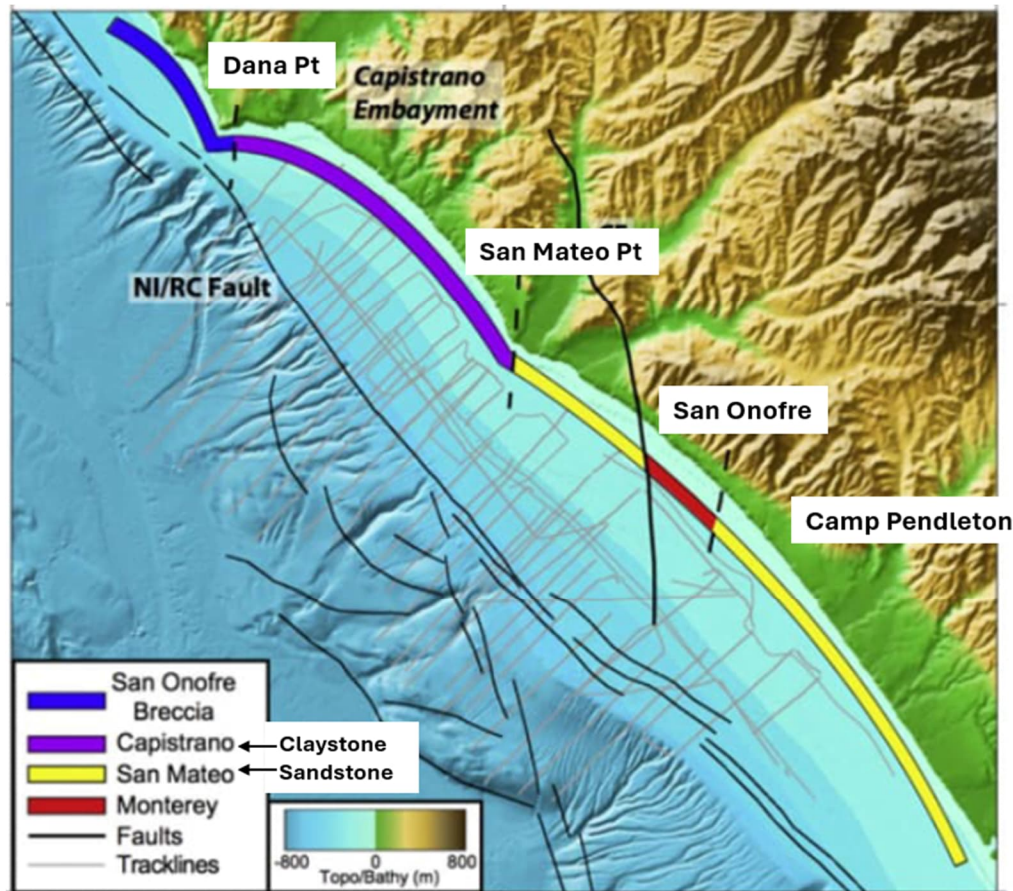 Dana Pt
Capistrano
Embayment
San Mateo Pt
NI/RC Fault
San Onofre
Camp Pendleton
San Onofre
Breccia
Capistrano
Claystone
San Mateo
Sandstone
Monterey
Faults
Tracklines
-800 0 800
Topo/Bathy (m)